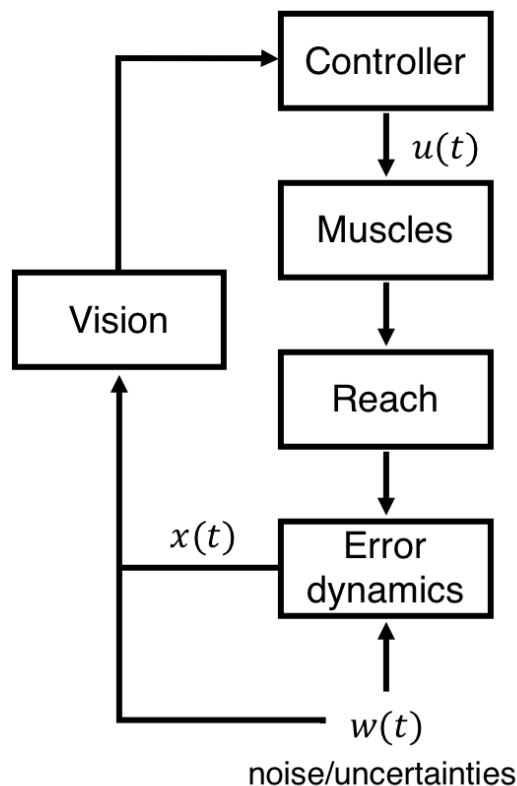 Controller
u(t)
Muscles
Vision
Reach
x(t)
Error
dynamics
w(t)
noise/uncertainties